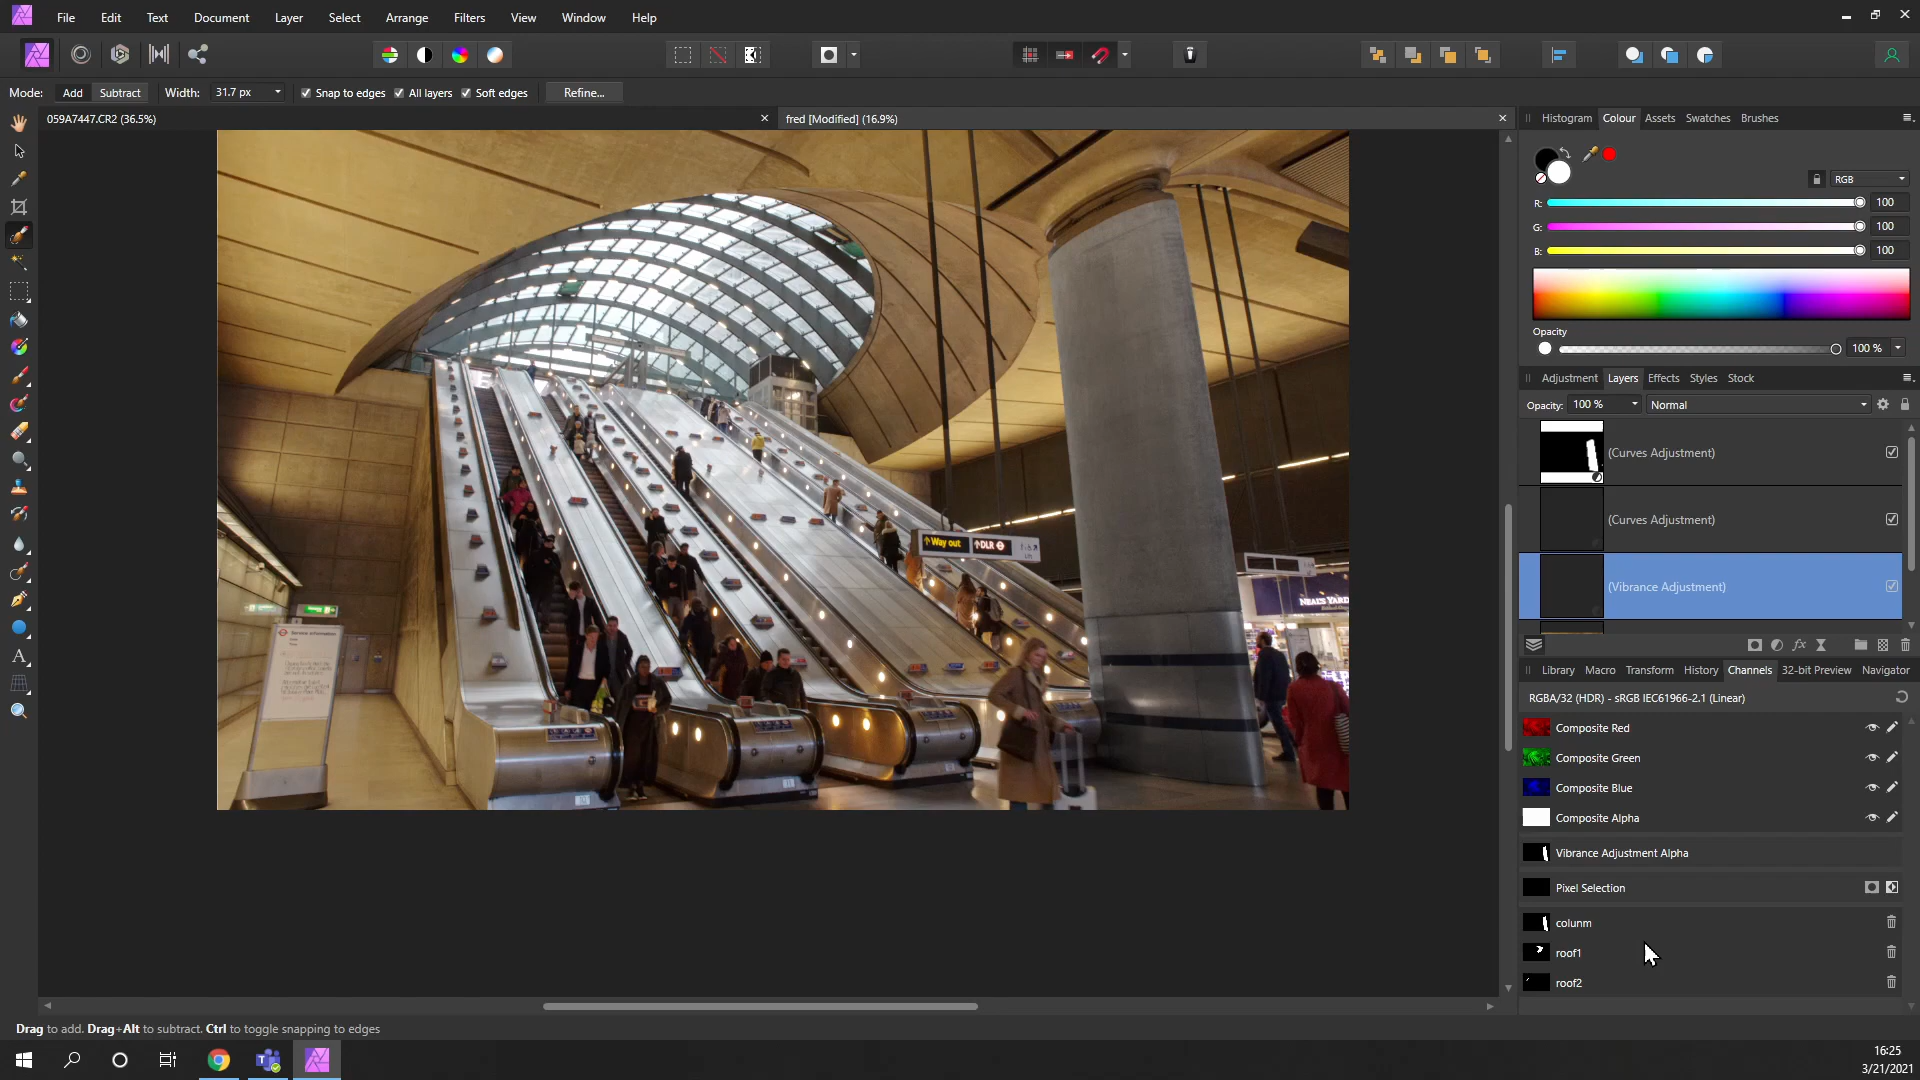 File Edit Text Document Layer Select Arrange Filters View Window Help
Mode: Add Subtract Width: 31.7 px Snap to edges All layers Soft edges Refine...
059A7447.CR2 (36.5%)
fred [Modified] (16.9%)
Histogram Colour Assets Swatches Brushes
RGB
R: 100
G: 100
B: 100
Opacity
100 %
Adjustment Layers Effects Styles Stock
Opacity: 100 % Normal
(Curves Adjustment)
(Curves Adjustment)
(Vibrance Adjustment)
Way out
DLR
NEAL'S YARD
Service information
Library Macro Transform History Channels 32-bit Preview Navigator
RGBA/32 (HDR) - sRGB IEC61966-2.1 (Linear)
Composite Red
Composite Green
Composite Blue
Composite Alpha
Vibrance Adjustment Alpha
Pixel Selection
colunm
roof1
roof2
Drag to add. Drag+Alt to subtract. Ctrl to toggle snapping to edges
16:25
3/21/2021